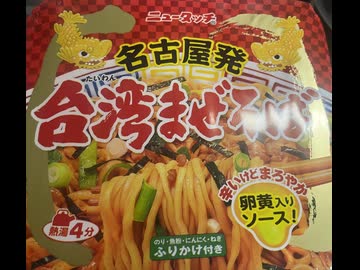 ニュータッチ
名古屋発
たいわん
台湾まぜそば
辛いけどまろやか
卵黄入り
ソース!
熱湯4分
のり・魚粉・にんにく・ねぎ
ふりかけ付き